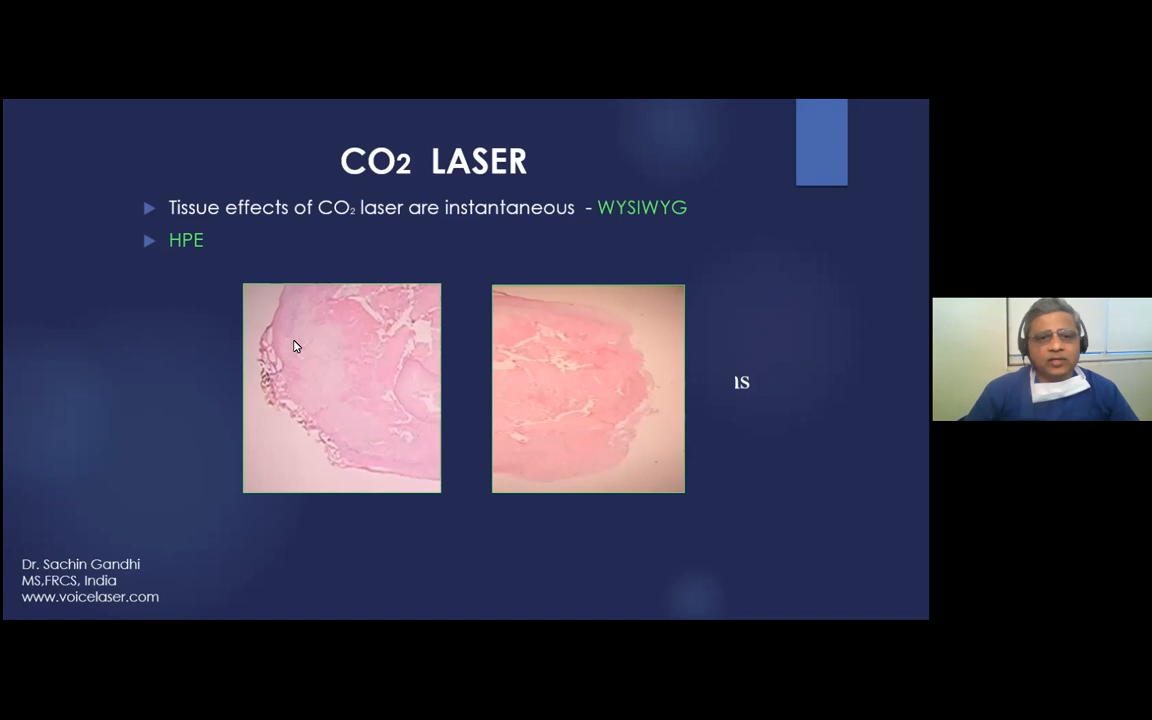 CO2 LASER
Tissue effects of CO₂ laser are instantaneous - WYSIWYG
HPE
Dr. Sachin Gandhi
MS,FRCS, India
www.voicelaser.com